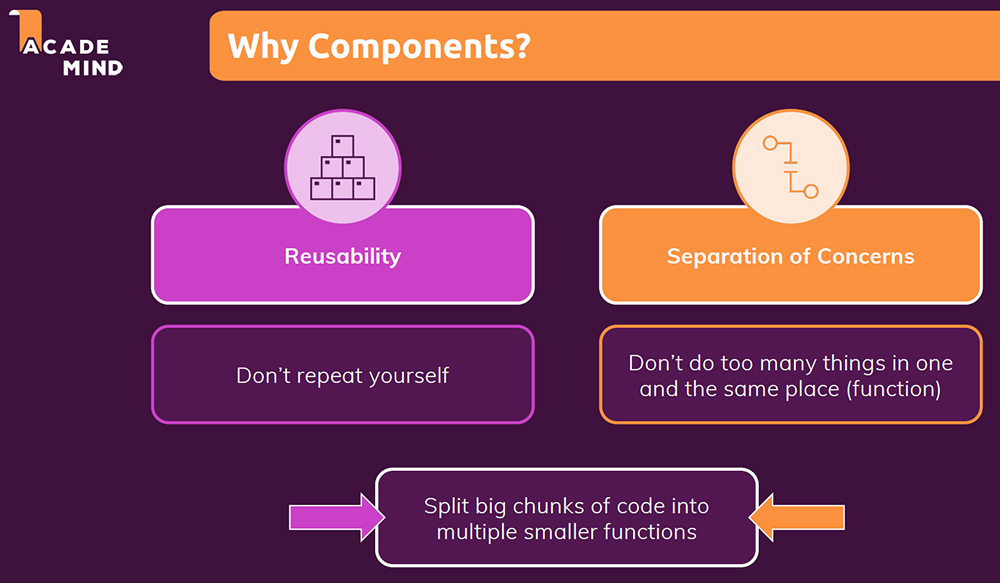 ACADE
MIND
Why Components?
Reusability
Separation of Concerns
Don’t repeat yourself
Don’t do too many things in one
and the same place (function)
Split big chunks of code into
multiple smaller functions